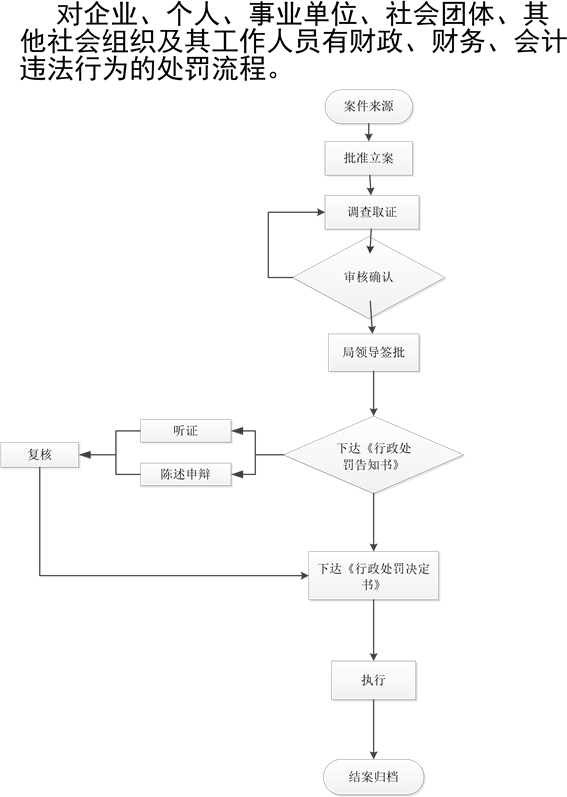 对企业、个人、事业单位、社会团体、其
他社会组织及其工作人员有财政、财务、会计
违法行为的处罚流程。
案件来源
批准立案
调查取证
审核确认
局领导签批
下达《行政处
罚告知书》
听证
陈述申辩
复核
下达《行政处罚决定
书》
执行
结案归档